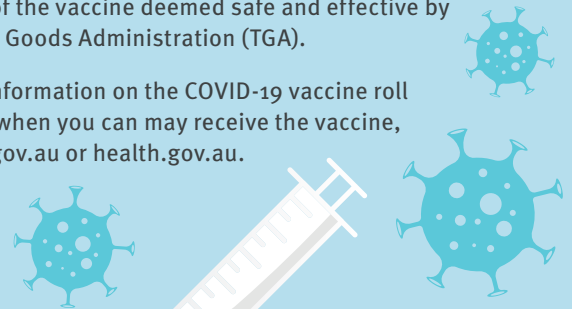 of the vaccine deemed safe and effective by
Goods Administration (TGA).
nformation on the COVID-19 vaccine roll
when you can may receive the vaccine,
gov.au or health.gov.au.